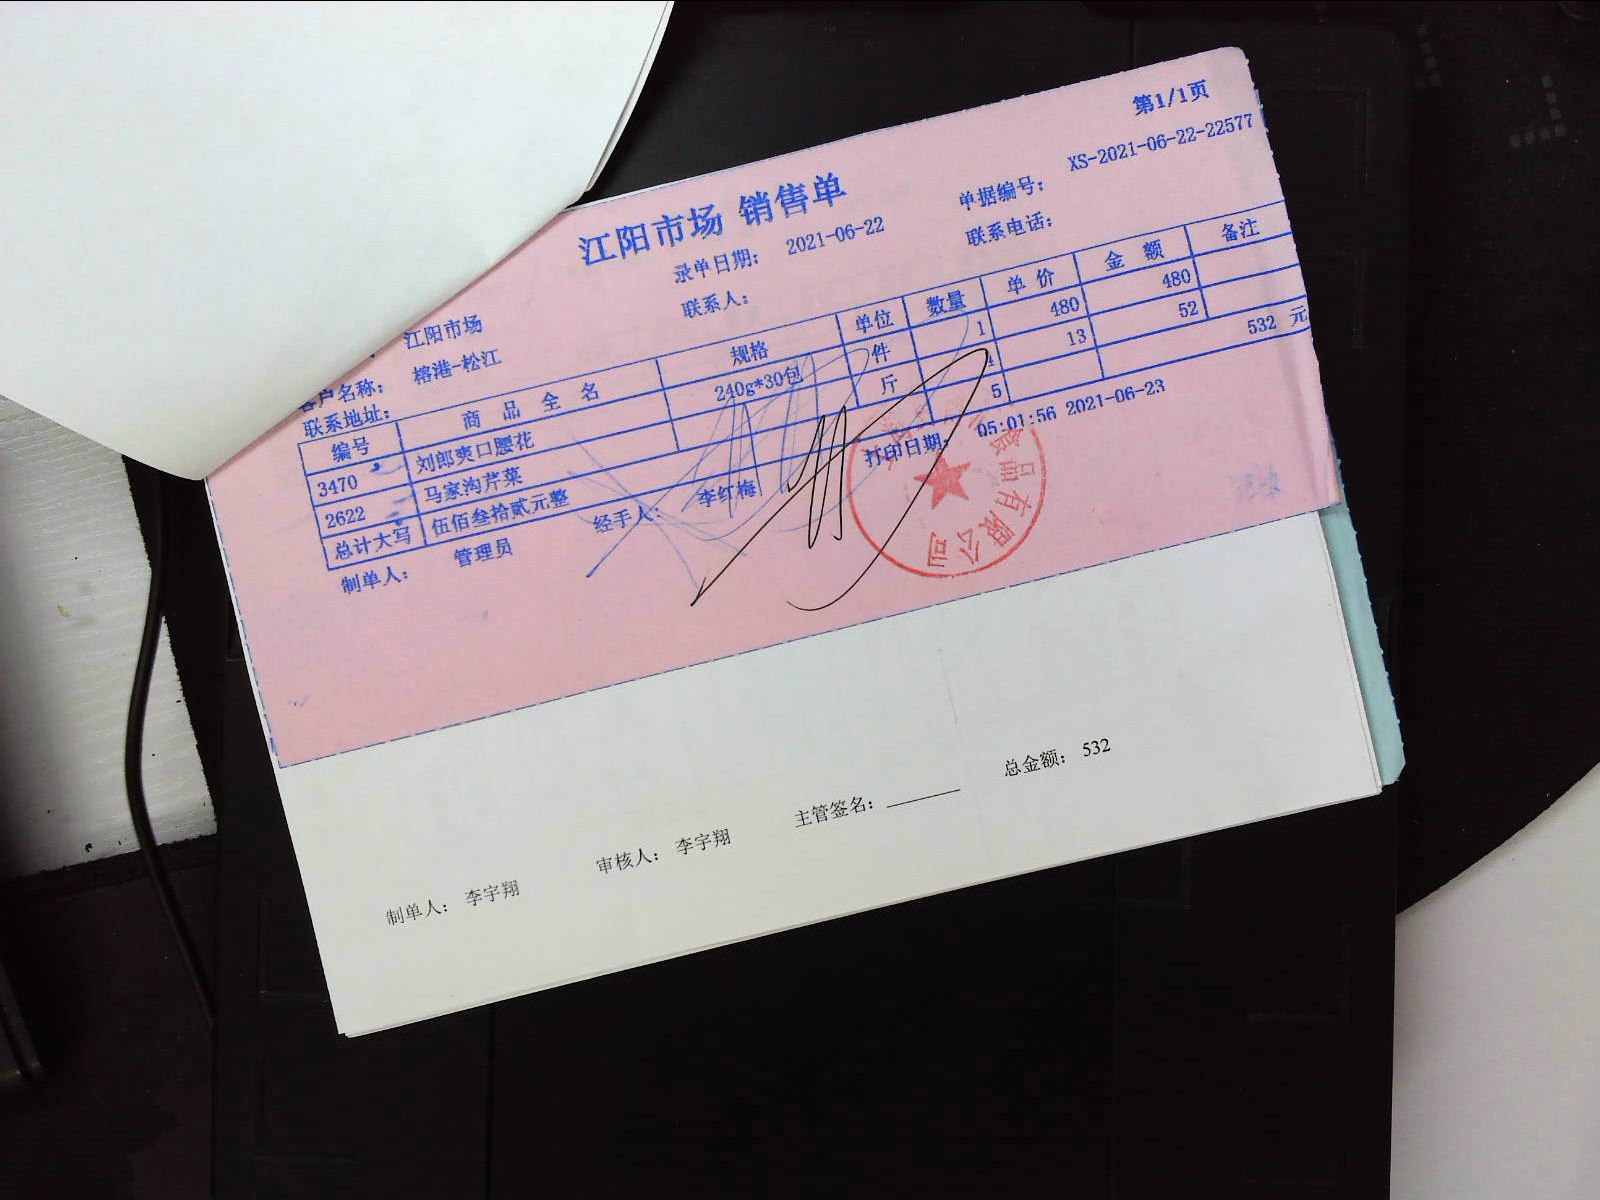 第1/1页
江阳市场 销售单
单据编号： XS-2021-06-22-22577
录单日期： 2021-06-22
联系电话：
江阳市场
联系人：
客户名称： 榕港-松江
联系地址：
编号 商品全名 规格 单位 数量 单价 金额 备注
3470 刘郎爽口腰花 240g*30包 件 1 480 480
2622 马家沟芹菜 斤 4 13 52
总计大写 伍佰叁拾贰元整 5 532 元
制单人： 管理员 经手人： 李红梅 打印日期： 05:01:56 2021-06-23
食品有限公司
制单人： 李宇翔 审核人： 李宇翔 主管签名： 总金额： 532